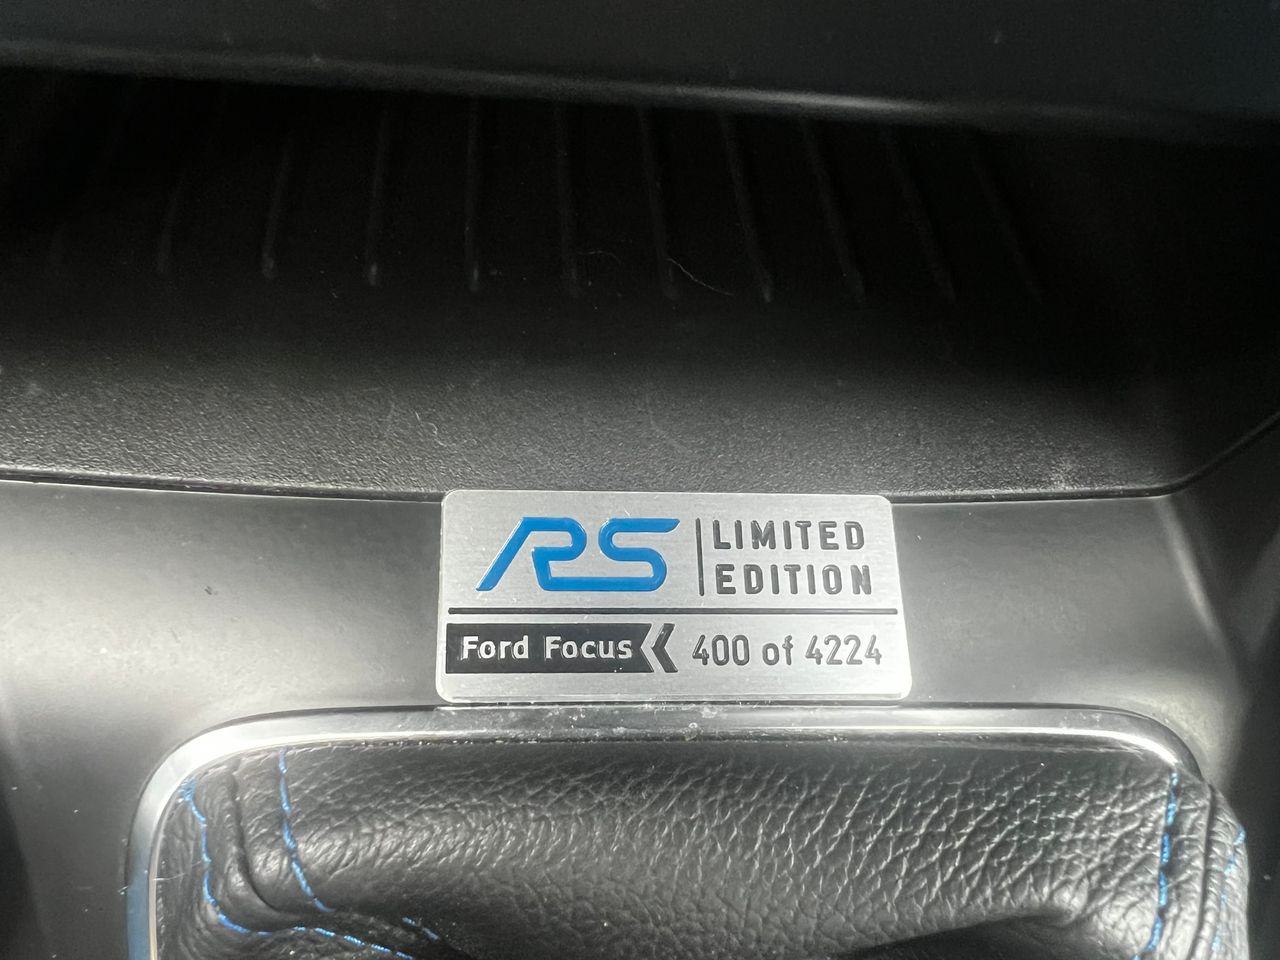 RS LIMITED
EDITION
Ford Focus 400 of 4224